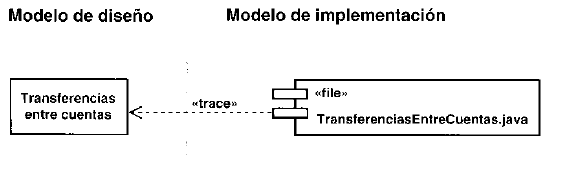 Modelo de diseño
Modelo de implementación
Transferencias
entre cuentas
«trace»
«file»
TransferenciasEntreCuentas.java